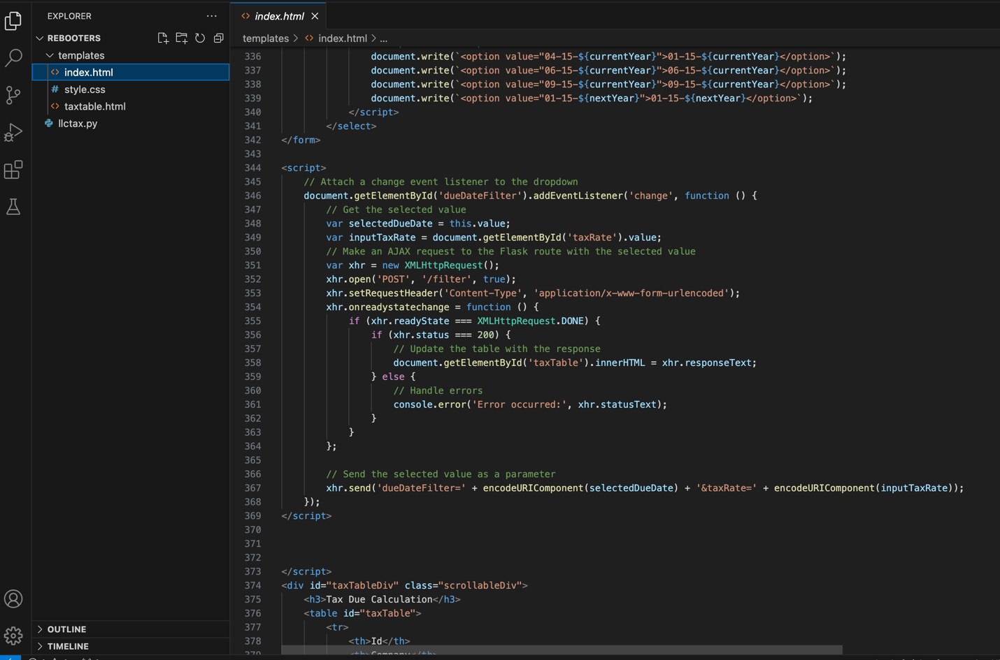 EXPLORER
REBOOTERS
templates
index.html
style.css
taxtable.html
llctax.py
OUTLINE
TIMELINE
index.html
templates > index.html > ...
336 document.write(`<option value="04-15-${currentYear}">01-15-${currentYear}</option>`);
337 document.write(`<option value="06-15-${currentYear}">06-15-${currentYear}</option>`);
338 document.write(`<option value="09-15-${currentYear}">09-15-${currentYear}</option>`);
339 document.write(`<option value="01-15-${nextYear}">01-15-${nextYear}</option>`);
340 </script>
341 </select>
342 </form>
343
344 <script>
345 // Attach a change event listener to the dropdown
346 document.getElementById('dueDateFilter').addEventListener('change', function () {
347 // Get the selected value
348 var selectedDueDate = this.value;
349 var inputTaxRate = document.getElementById('taxRate').value;
350 // Make an AJAX request to the Flask route with the selected value
351 var xhr = new XMLHttpRequest();
352 xhr.open('POST', '/filter', true);
353 xhr.setRequestHeader('Content-Type', 'application/x-www-form-urlencoded');
354 xhr.onreadystatechange = function () {
355 if (xhr.readyState === XMLHttpRequest.DONE) {
356 if (xhr.status === 200) {
357 // Update the table with the response
358 document.getElementById('taxTable').innerHTML = xhr.responseText;
359 } else {
360 // Handle errors
361 console.error('Error occurred:', xhr.statusText);
362 }
363 }
364 };
365
366 // Send the selected value as a parameter
367 xhr.send('dueDateFilter=' + encodeURIComponent(selectedDueDate) + '&taxRate=' + encodeURIComponent(inputTaxRate));
368 });
369 </script>
370
371
372
373 </script>
374 <div id="taxTableDiv" class="scrollableDiv">
375 <h3>Tax Due Calculation</h3>
376 <table id="taxTable">
377 <tr>
378 <th>Id</th>
379 <th>Company</th>